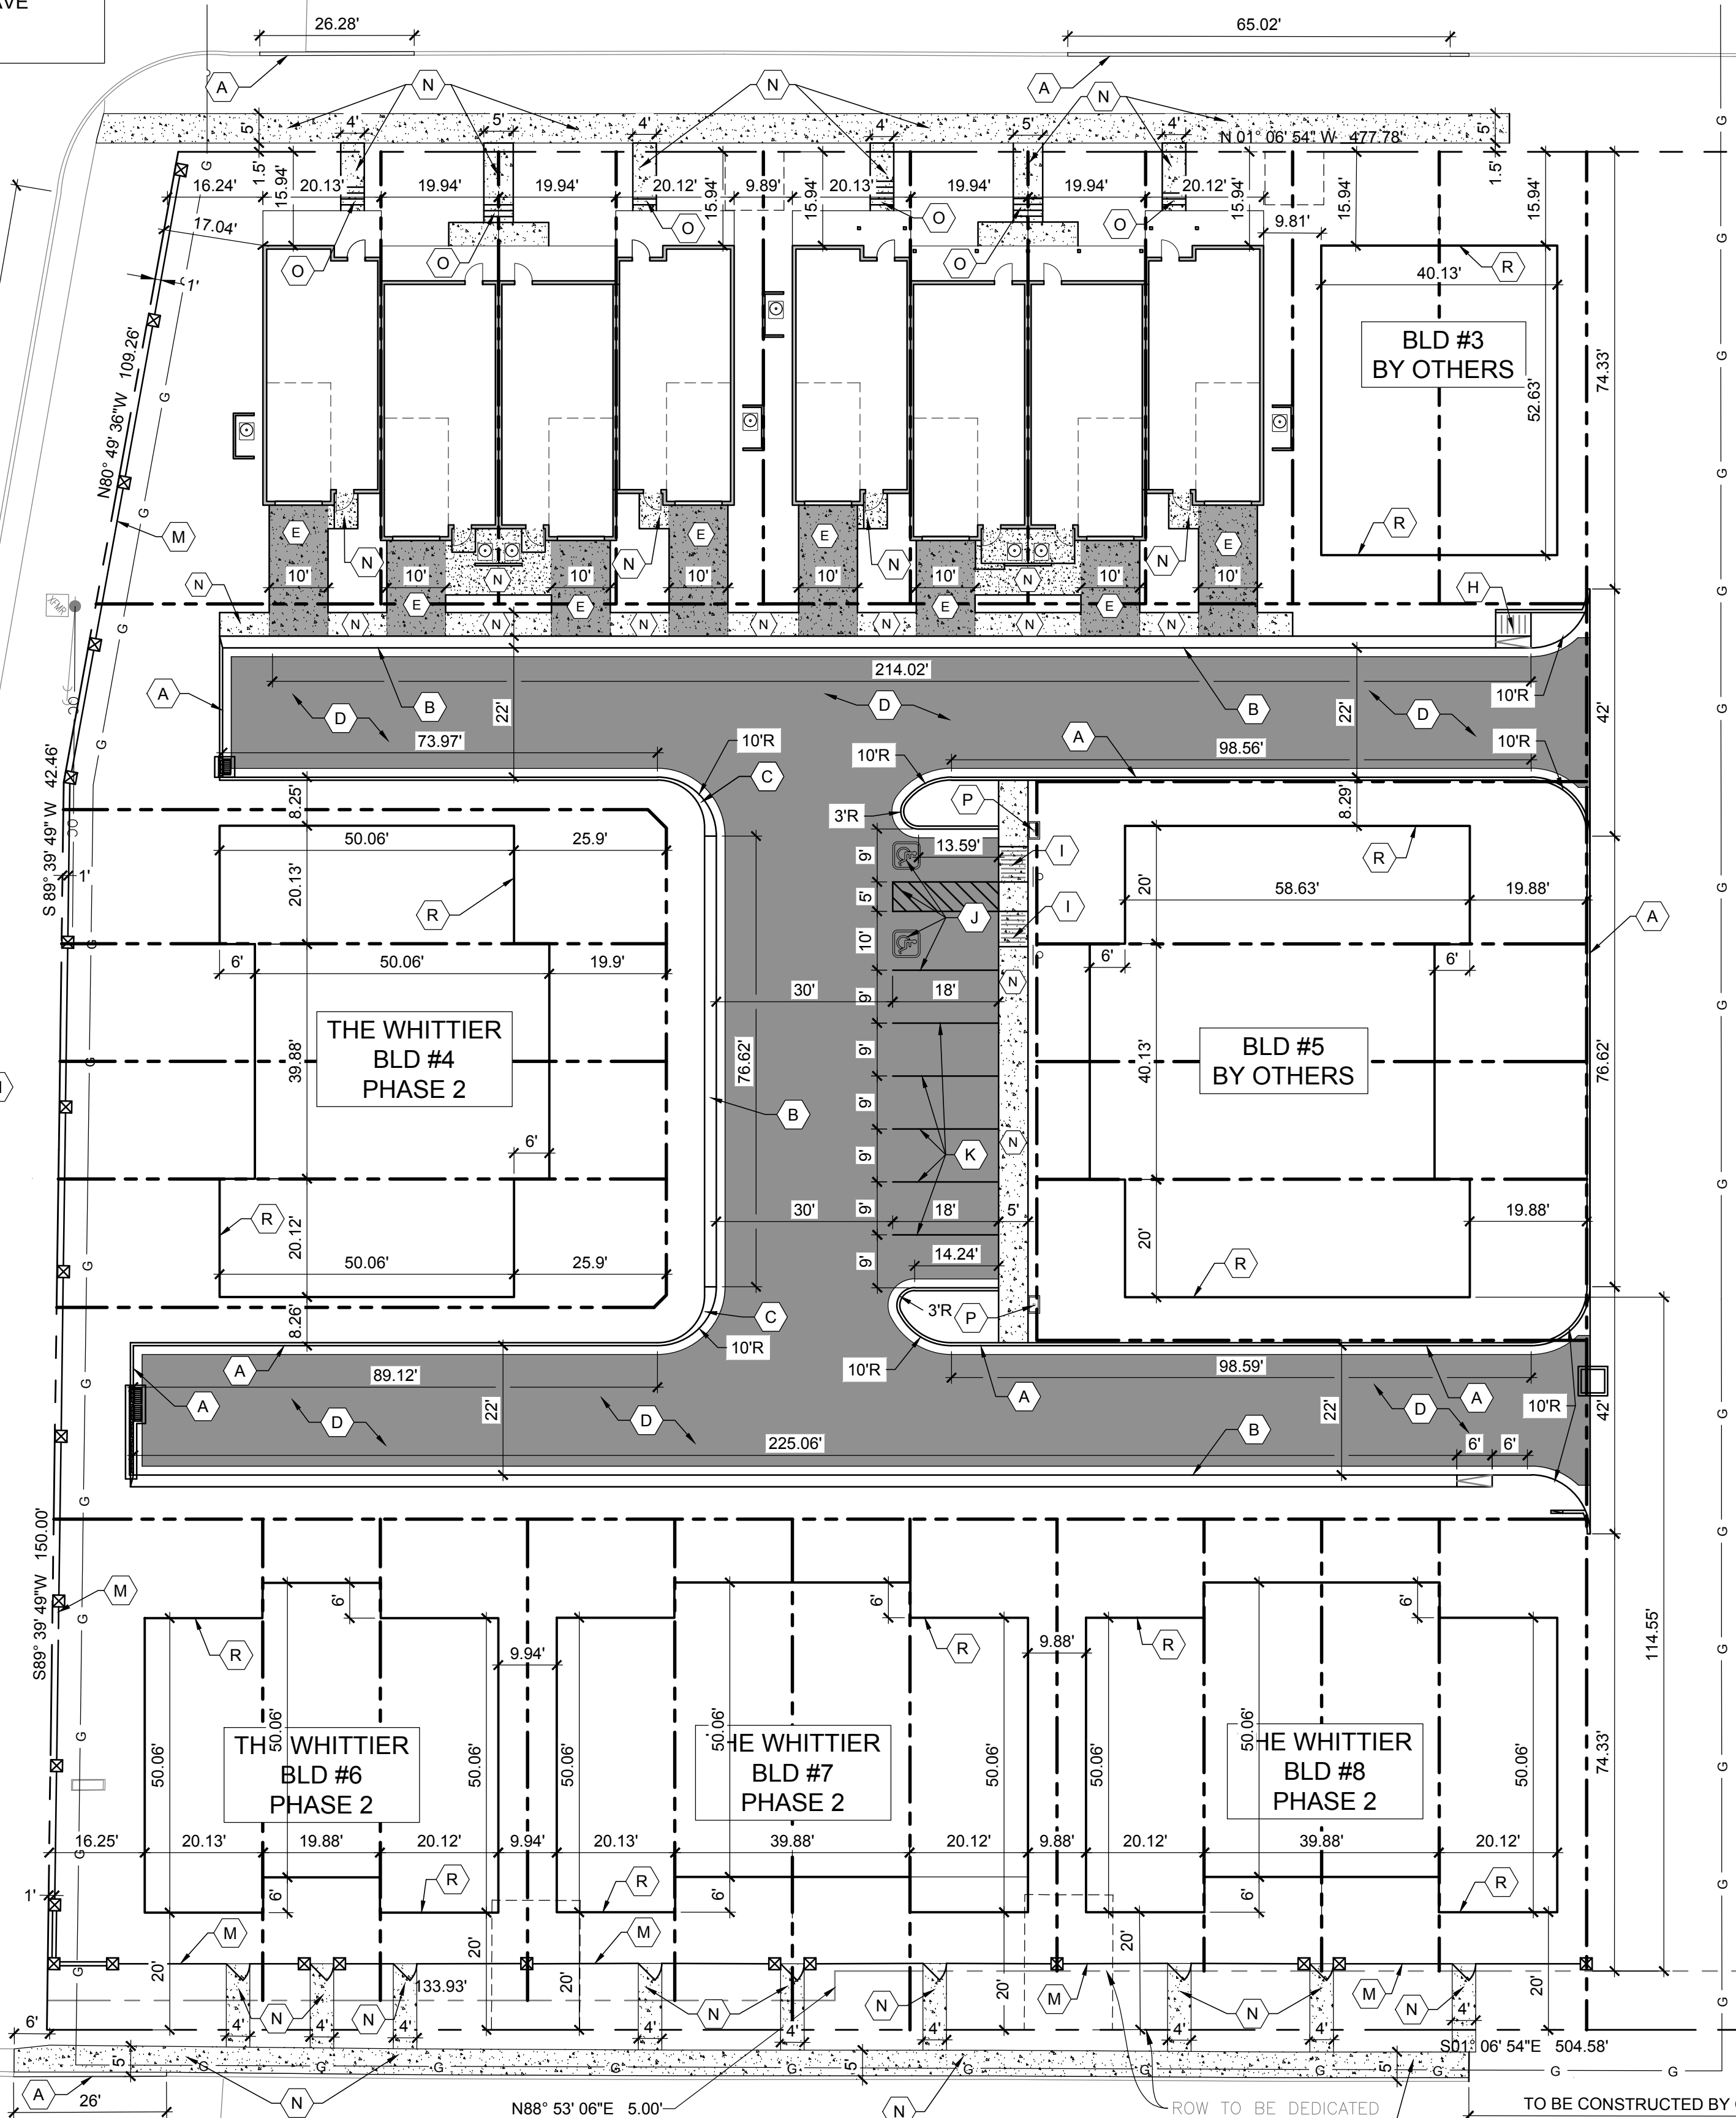 AVE
26.28'
65.02'
A
N
N
A
N
5'
4'
5'
4'
4'
5'
4'
N 01° 06' 54" W 477.78'
5'
1.5'
15.94'
16.24'
20.13'
19.94'
19.94'
20.12'
15.94'
9.89'
15.94'
20.13'
19.94'
19.94'
20.12'
15.94'
15.94'
15.94'
1.5'
17.04'
O
O
O
O
O
O
9.81'
R
40.13'
1'
N80° 49' 36"W 109.26'
BLD #3
BY OTHERS
52.63'
74.33'
G
M
R
E
E
E
E
N
N
N
N
10'
10'
10'
10'
10'
10'
10'
10'
N
N
N
E
E
E
E
H
XFMR
N
N
N
N
N
N
N
214.02'
A
D
B
22'
D
B
22'
D
10'R
42'
73.97'
10'R
C
10'R
A
98.56'
10'R
S 89° 39' 49" W 42.46'
8.25'
3'R
P
8.29'
50.06'
25.9'
9'
13.59'
I
R
20.13'
R
5'
J
I
20'
58.63'
19.88'
A
1'
10'
6'
50.06'
19.9'
9'
30'
18'
N
6'
6'
THE WHITTIER
BLD #4
PHASE 2
39.88'
76.62'
9'
BLD #5
BY OTHERS
40.13'
76.62'
B
9'
N
6'
K
9'
R
20.12'
30'
9'
18'
5'
19.88'
50.06'
25.9'
9'
14.24'
20'
R
8.26'
C
3'R
P
10'R
10'R
A
89.12'
A
98.59'
A
A
D
22'
D
22'
D
10'R
42'
225.06'
B
6'
6'
S89° 39' 49"W 150.00'
M
6'
6'
6'
R
9.94'
R
9.88'
R
114.55'
50.06'
50.06'
50.06'
50.06'
50.06'
50.06'
50.06'
50.06'
50.06'
WHITTIER
BLD #6
PHASE 2
HE WHITTIER
BLD #7
PHASE 2
HE WHITTIER
BLD #8
PHASE 2
74.33'
16.25'
20.13'
19.88'
20.12'
9.94'
20.13'
39.88'
20.12'
9.88'
20.12'
39.88'
20.12'
1'
6'
R
R
6'
6'
R
M
M
20'
20'
20'
20'
20'
20'
133.93'
M
M
N
N
N
N
N
N
6'
4'
4'
4'
4'
4'
4'
4'
4'
4'
5'
5'
5'
S01° 06' 54"E 504.58'
A
26'
N
N88° 53' 06"E 5.00'
N
ROW TO BE DEDICATED
TO BE CONSTRUCTED BY